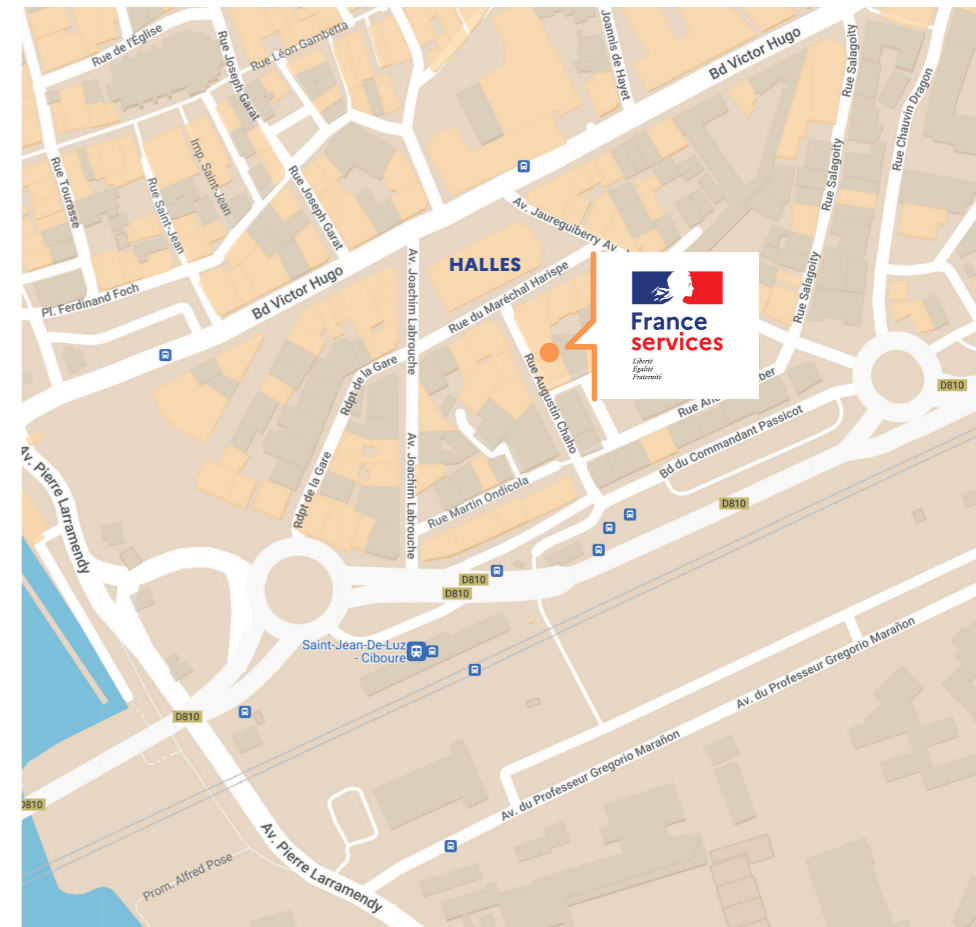 Rue de l'Église
Rue Joseph Garat
Rue Léon Gambetta
Joannis de Hayet
Bd Victor Hugo
Rue Salagoity
Rue Chauvin Dragon
Rue Tourasse
Rue Saint-Jean
Imp. Saint-Jean
Rue Joseph Garat
Rue Salagoity
Av. Jaureguiberry
Av.
HALLES
Av. Joachim Labrouche
Rue du Maréchal Harispe
Pl. Ferdinand Foch
Bd Victor Hugo
Rue Salagoity
France
services
Liberté
Égalité
Fraternité
Rdpt de la Gare
Rue Augustin Chaho
Rue
D810
Av. Pierre Larramendy
Rdpt de la Gare
Av. Joachim Labrouche
Rue Martin Ondicola
Bd du Commandant Passicot
D810
D810
D810
Saint-Jean-De-Luz
- Ciboure
D810
Av. du Professeur Gregorio Marañon
Av. du Professeur Gregorio Marañon
D810
Av. Pierre Larramendy
Prom. Alfred Pose